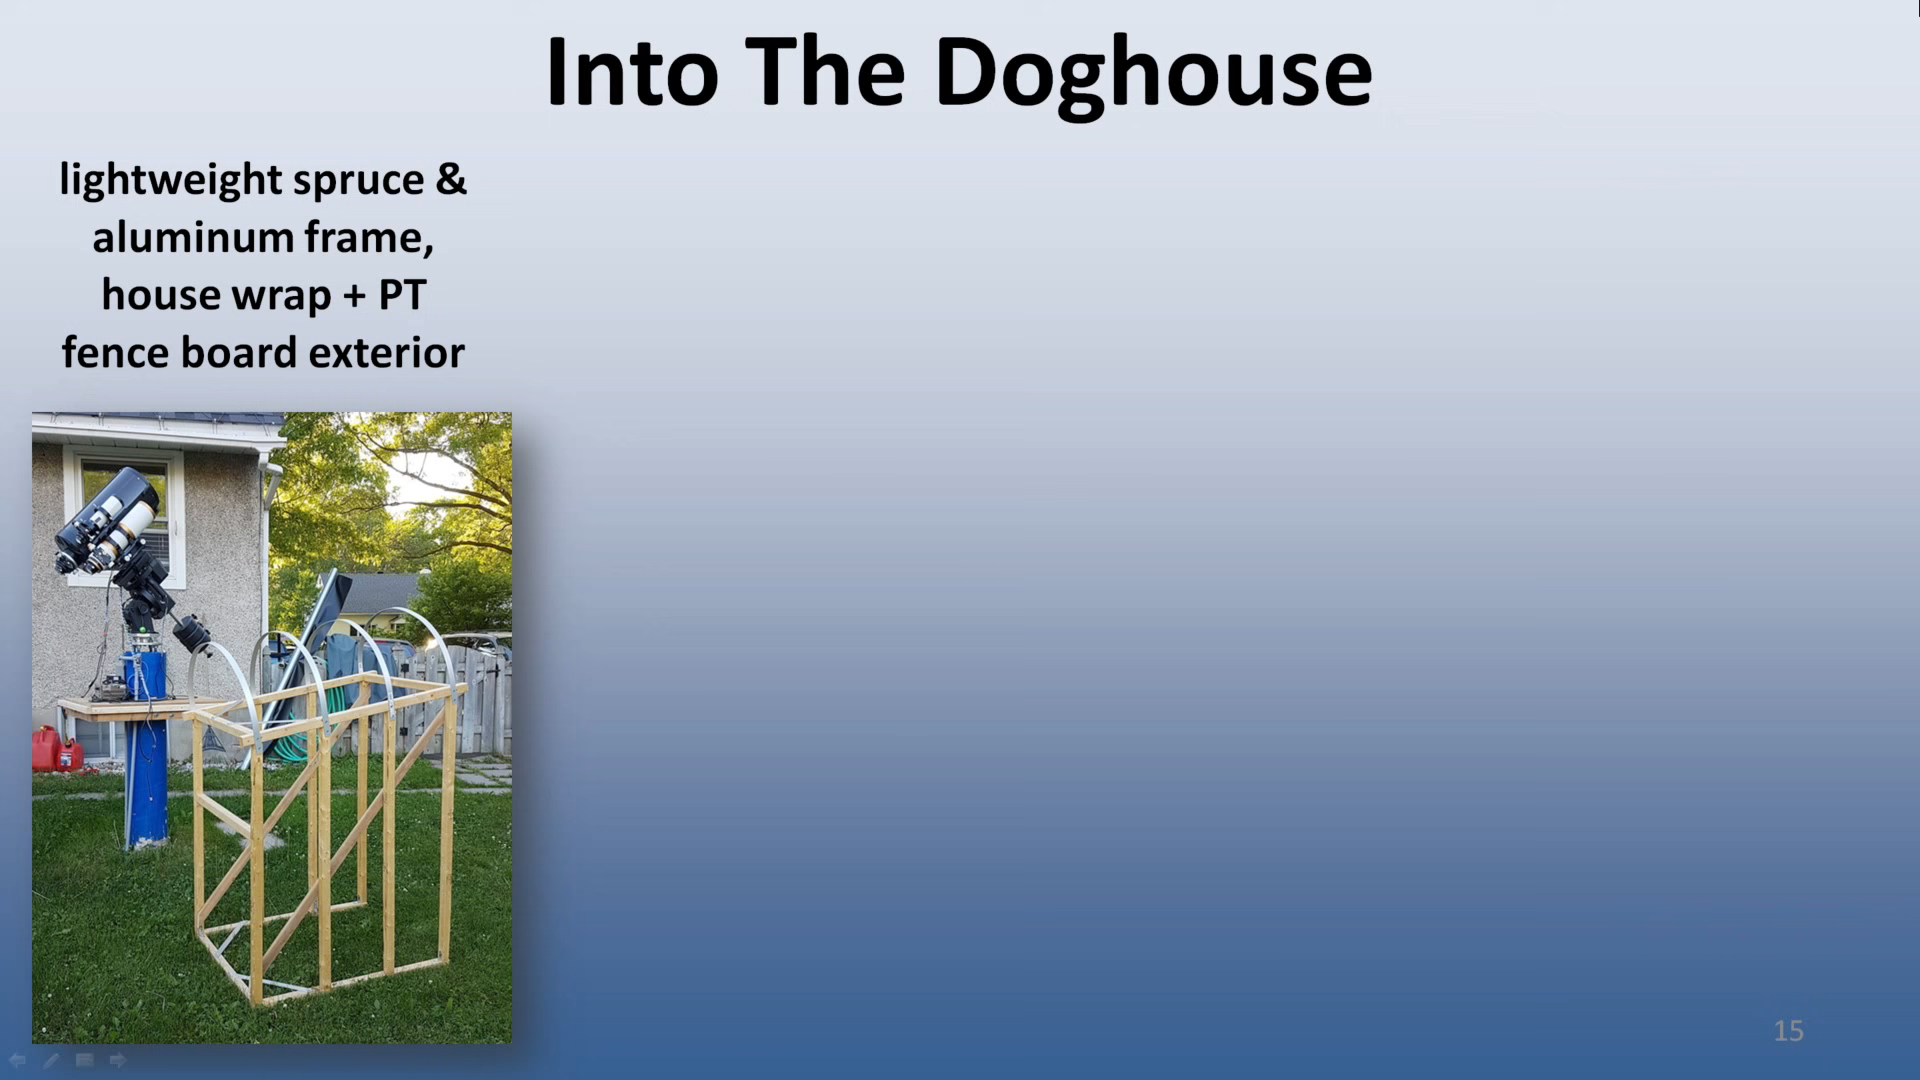 Into The Doghouse
lightweight spruce &
aluminum frame,
house wrap + PT
fence board exterior
15